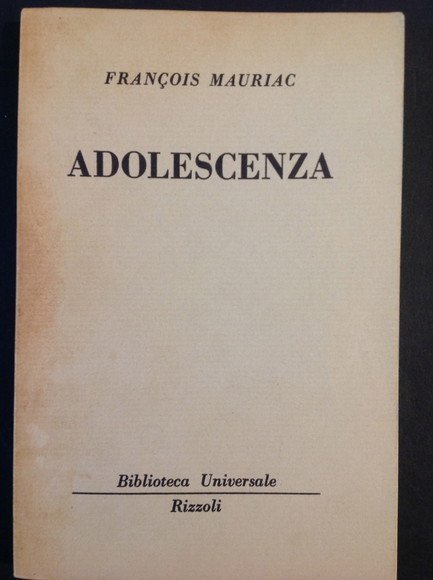 FRANÇOIS MAURIAC
ADOLESCENZA
Biblioteca Universale
Rizzoli